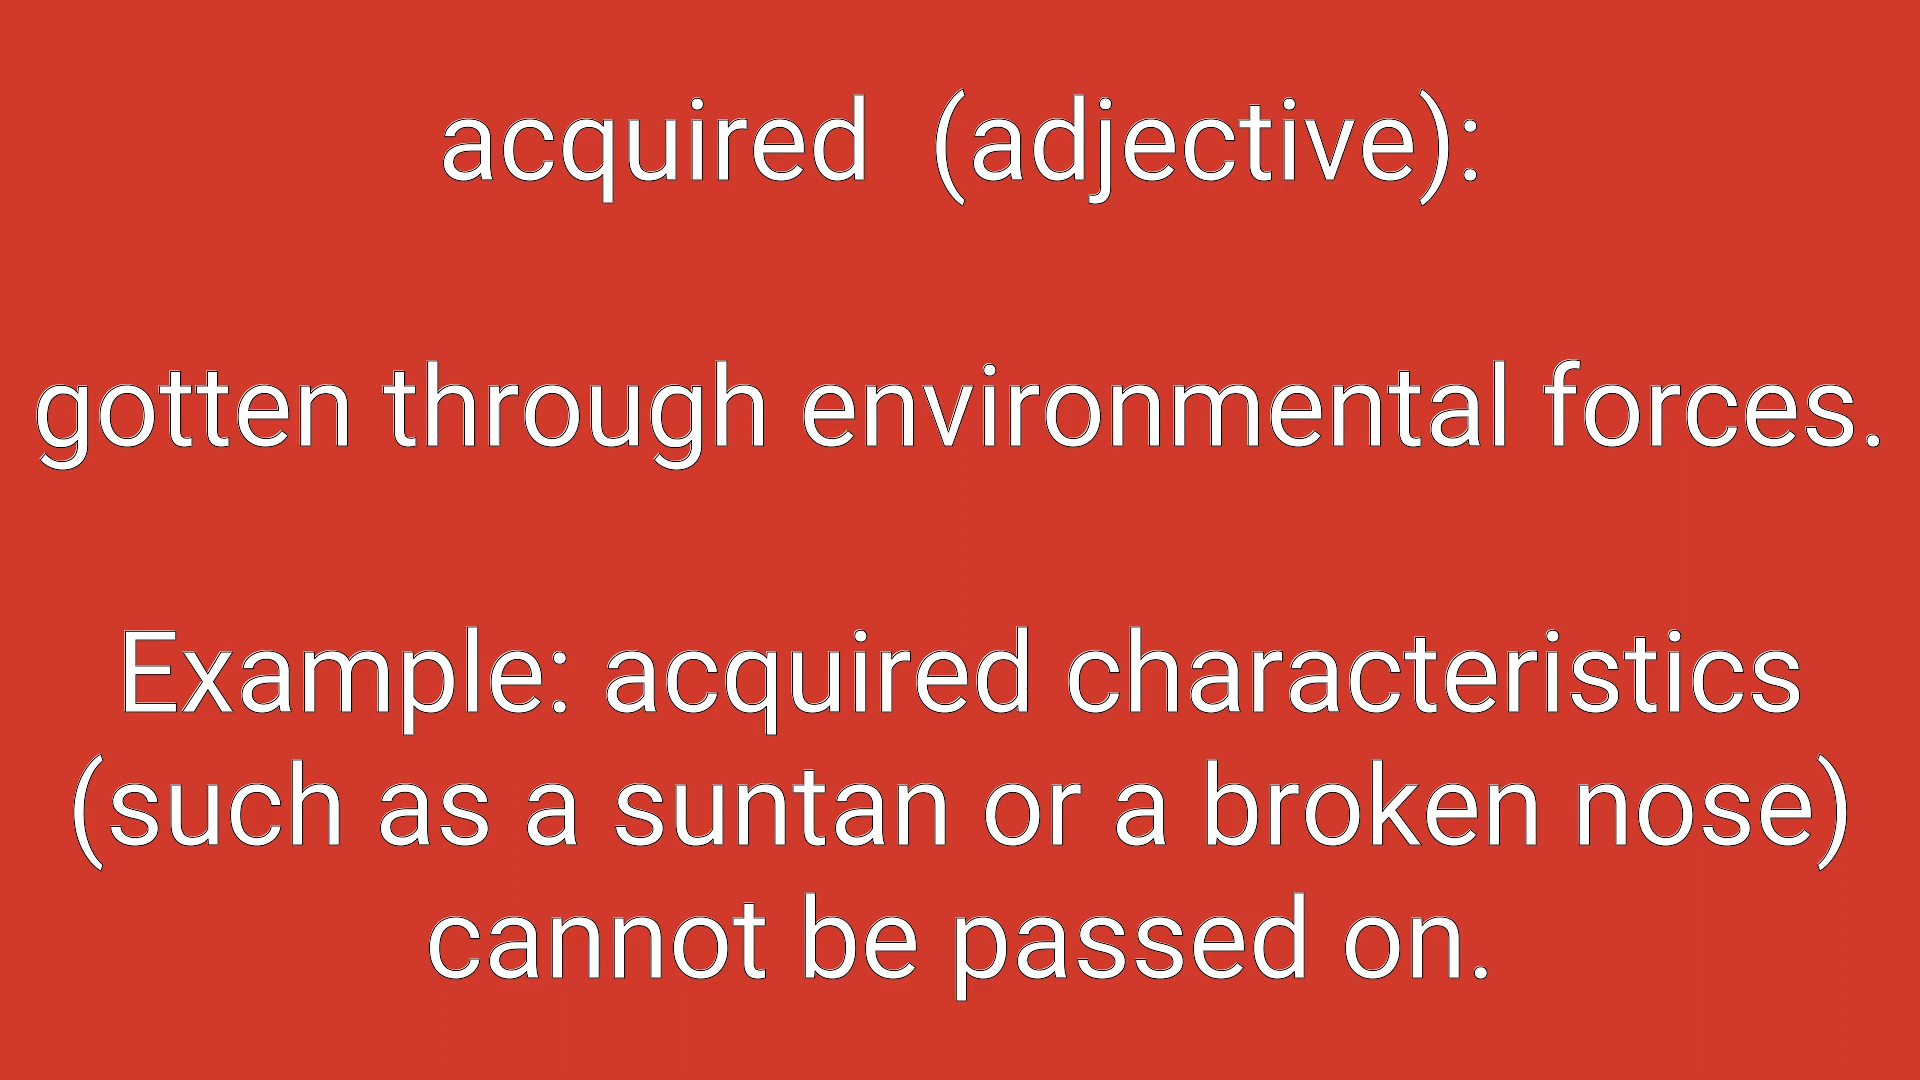 acquired  (adjective):
gotten through environmental forces.
Example: acquired characteristics
(such as a suntan or a broken nose)
cannot be passed on.